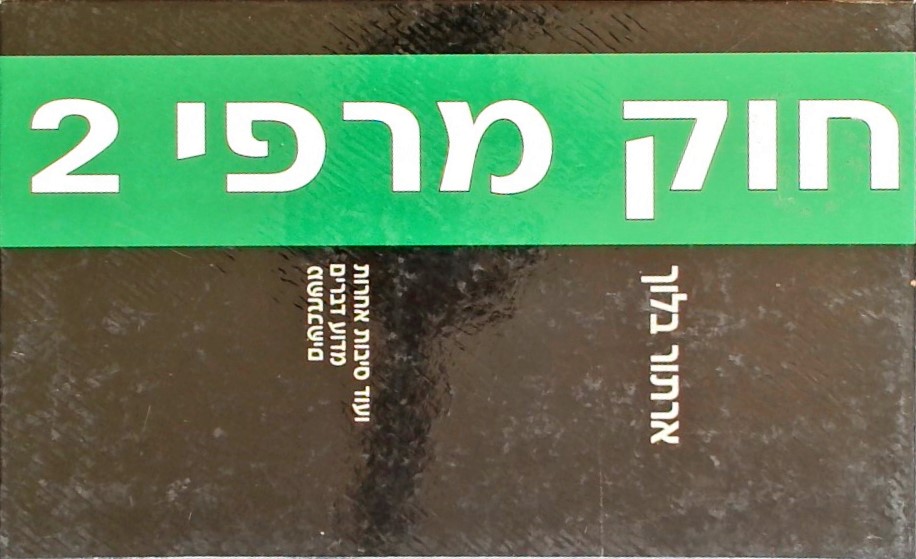 חוק מרפי 2
ארתור בלוך
ועוד סיבות אחרות
מדוע דברים
משתבשים